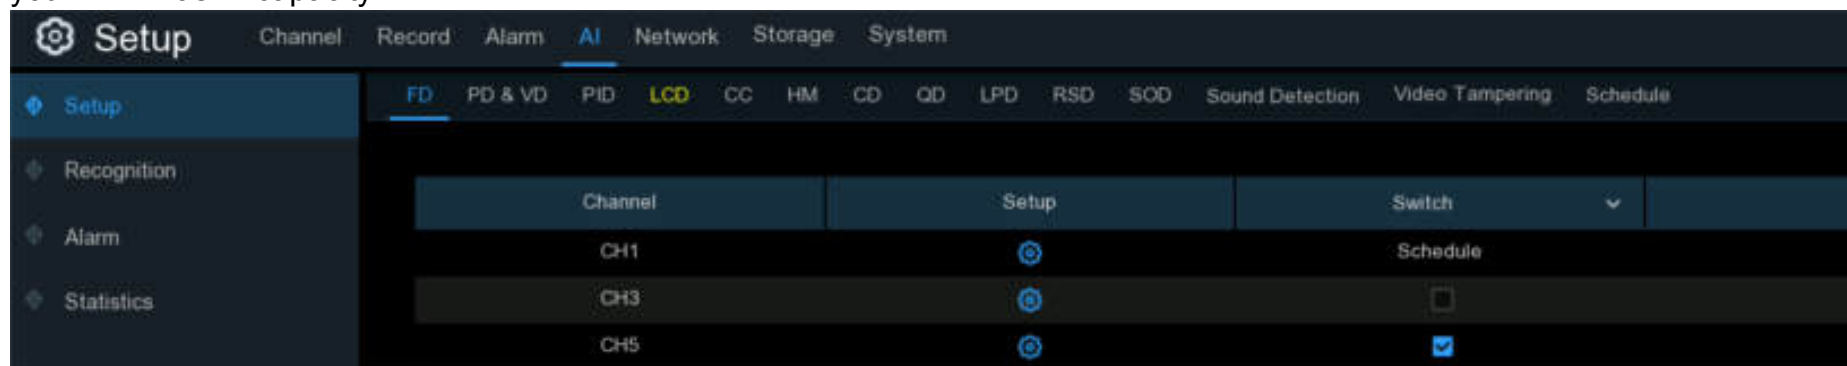 Setup Channel Record Alarm AI Network Storage System
Setup FD PD & VD PID LCD CC HM CD QD LPD RSD SOD Sound Detection Video Tampering Schedule
Recognition
Channel Setup Switch
Alarm
CH1 Schedule
Statistics
CH3
CH5